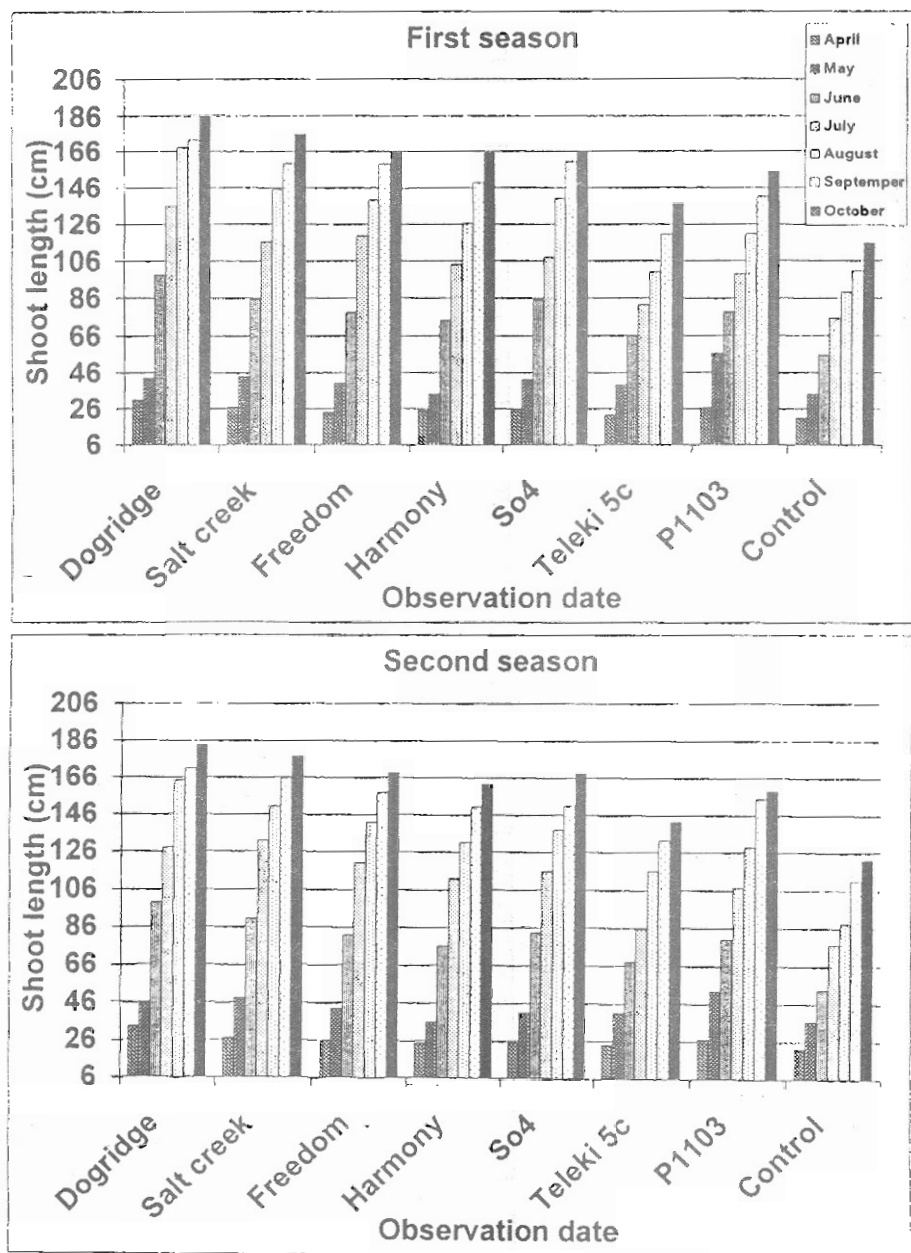 First season
April
May
June
July
August
Septemper
October
206
186
166
146
126
106
86
66
46
26
6
Shoot length (cm)
Dogridge
Salt creek
Freedom
Harmony
So4
Teleki 5c
P1103
Control
Observation date
Second season
206
186
166
146
126
106
86
66
46
26
6
Shoot length (cm)
Dogridge
Salt creek
Freedom
Harmony
So4
Teleki 5c
P1103
Control
Observation date